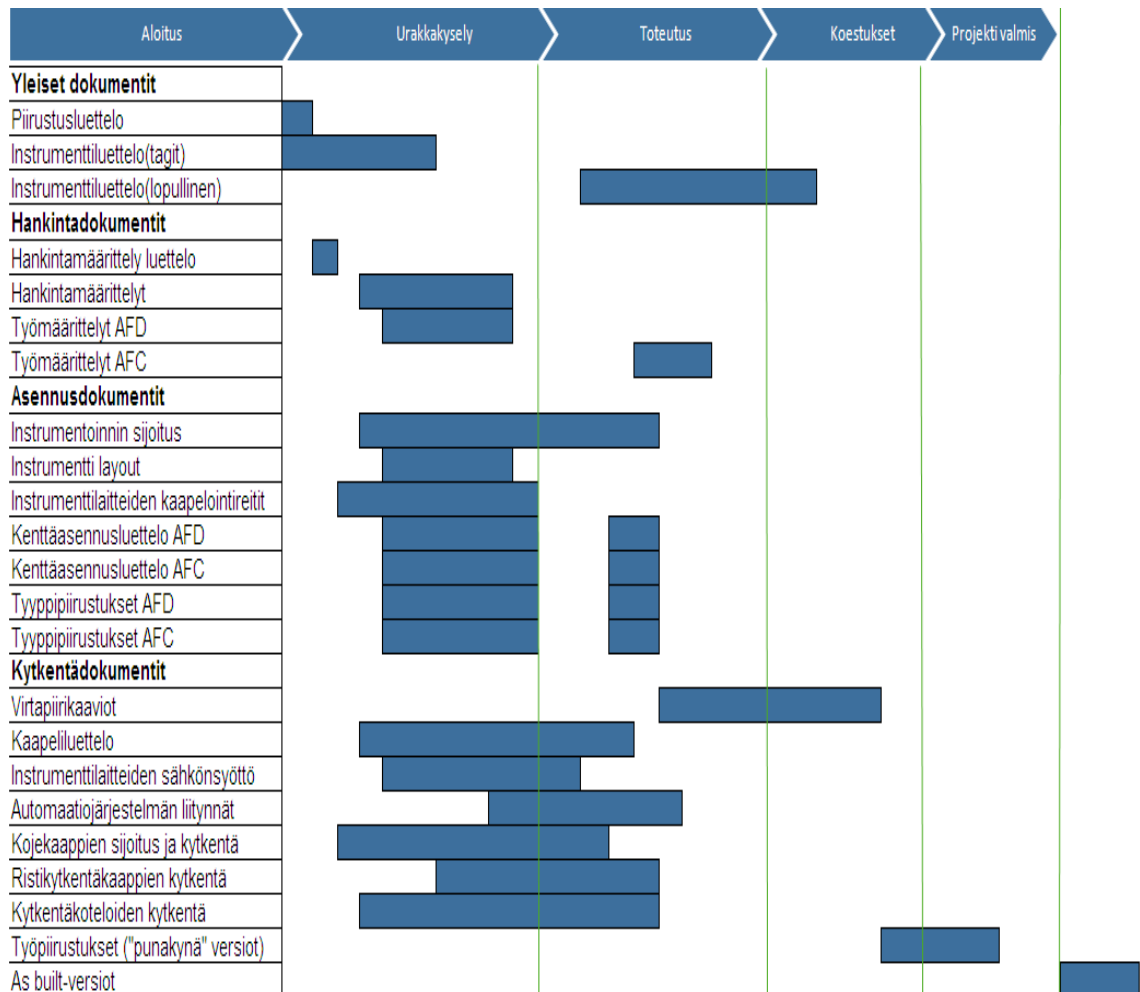 Aloitus
Urakkakysely
Toteutus
Koestukset
Projekti valmis
Yleiset dokumentit
Piirustusluettelo
Instrumenttiluettelo(tagit)
Instrumenttiluettelo(lopullinen)
Hankintadokumentit
Hankintamäärittely luettelo
Hankintamäärittelyt
Työmäärittelyt AFD
Työmäärittelyt AFC
Asennusdokumentit
Instrumentoinnin sijoitus
Instrumentti layout
Instrumenttilaitteiden kaapelointireitit
Kenttäasennusluettelo AFD
Kenttäasennusluettelo AFC
Tyyppipiirustukset AFD
Tyyppipiirustukset AFC
Kytkentädokumentit
Virtapiirikaaviot
Kaapeliluettelo
Instrumenttilaitteiden sähkönsyöttö
Automaatiojärjestelmän liitynnät
Kojekaappien sijoitus ja kytkentä
Ristikytkentäkaappien kytkentä
Kytkentäkoteloiden kytkentä
Työpiirustukset ("punakynä" versiot)
As built-versiot